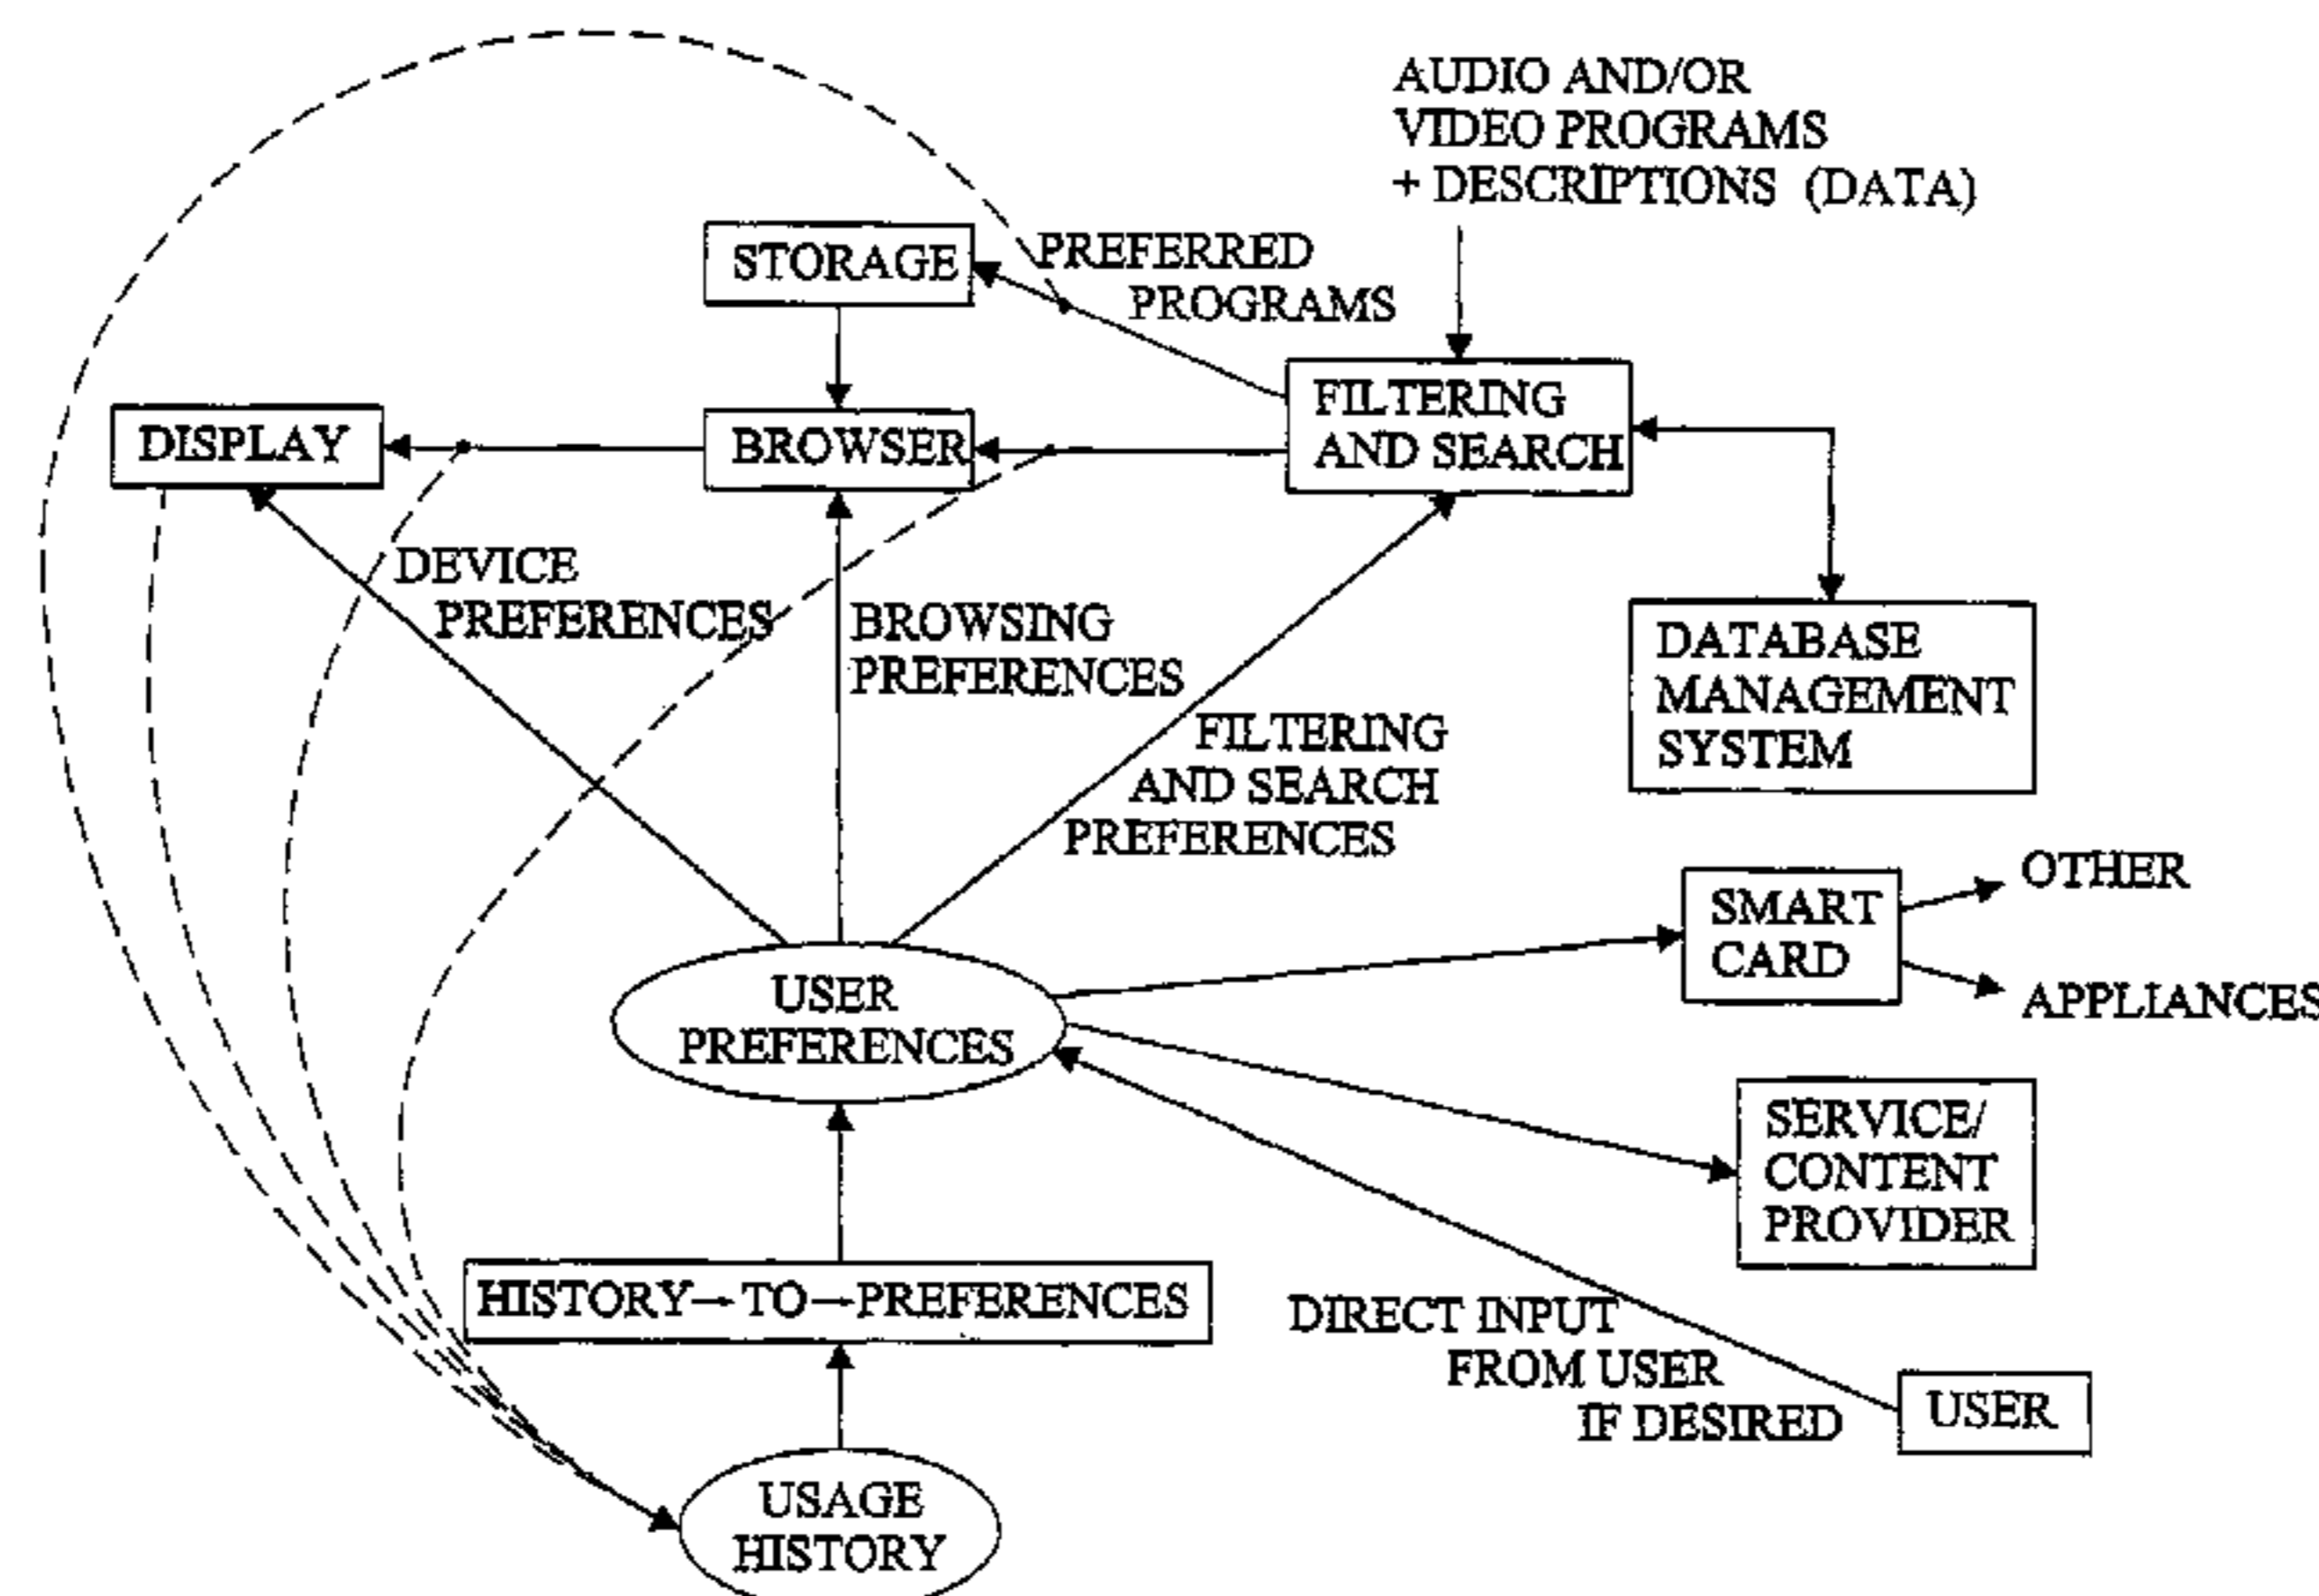 AUDIO AND/OR
VIDEO PROGRAMS
+ DESCRIPTIONS (DATA)
STORAGE
PREFERRED
PROGRAMS
FILTERING
AND SEARCH
DISPLAY
BROWSER
DEVICE
PREFERENCES
BROWSING
PREFERENCES
FILTERING
AND SEARCH
PREFERENCES
DATABASE
MANAGEMENT
SYSTEM
SMART
CARD
OTHER
APPLIANCES
USER
PREFERENCES
SERVICE/
CONTENT
PROVIDER
HISTORY—TO—PREFERENCES
DIRECT INPUT
FROM USER
IF DESIRED
USER
USAGE
HISTORY